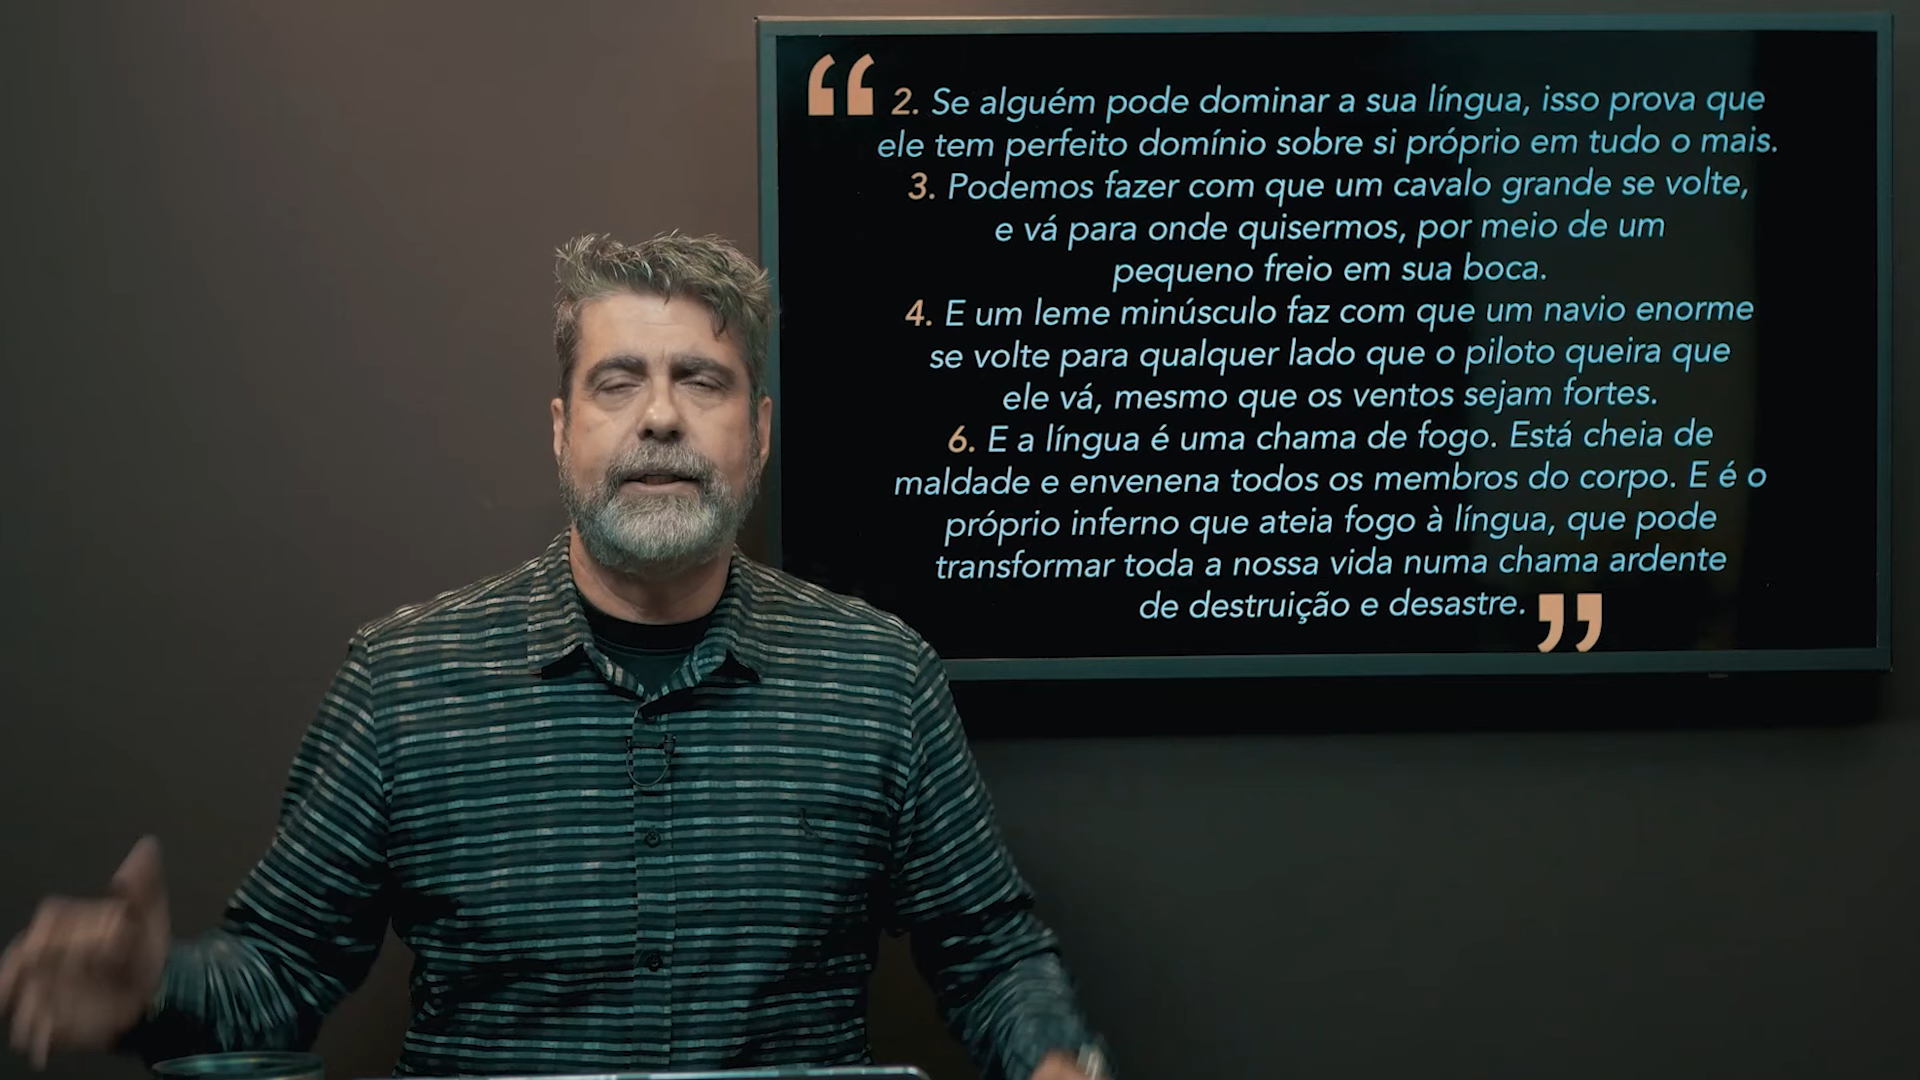 “ 2. Se alguém pode dominar a sua língua, isso prova que
ele tem perfeito domínio sobre si próprio em tudo o mais.
3. Podemos fazer com que um cavalo grande se volte,
e vá para onde quisermos, por meio de um
pequeno freio em sua boca.
4. E um leme minúsculo faz com que um navio enorme
se volte para qualquer lado que o piloto queira que
ele vá, mesmo que os ventos sejam fortes.
6. E a língua é uma chama de fogo. Está cheia de
maldade e envenena todos os membros do corpo. E é o
próprio inferno que ateia fogo à língua, que pode
transformar toda a nossa vida numa chama ardente
de destruição e desastre. ”